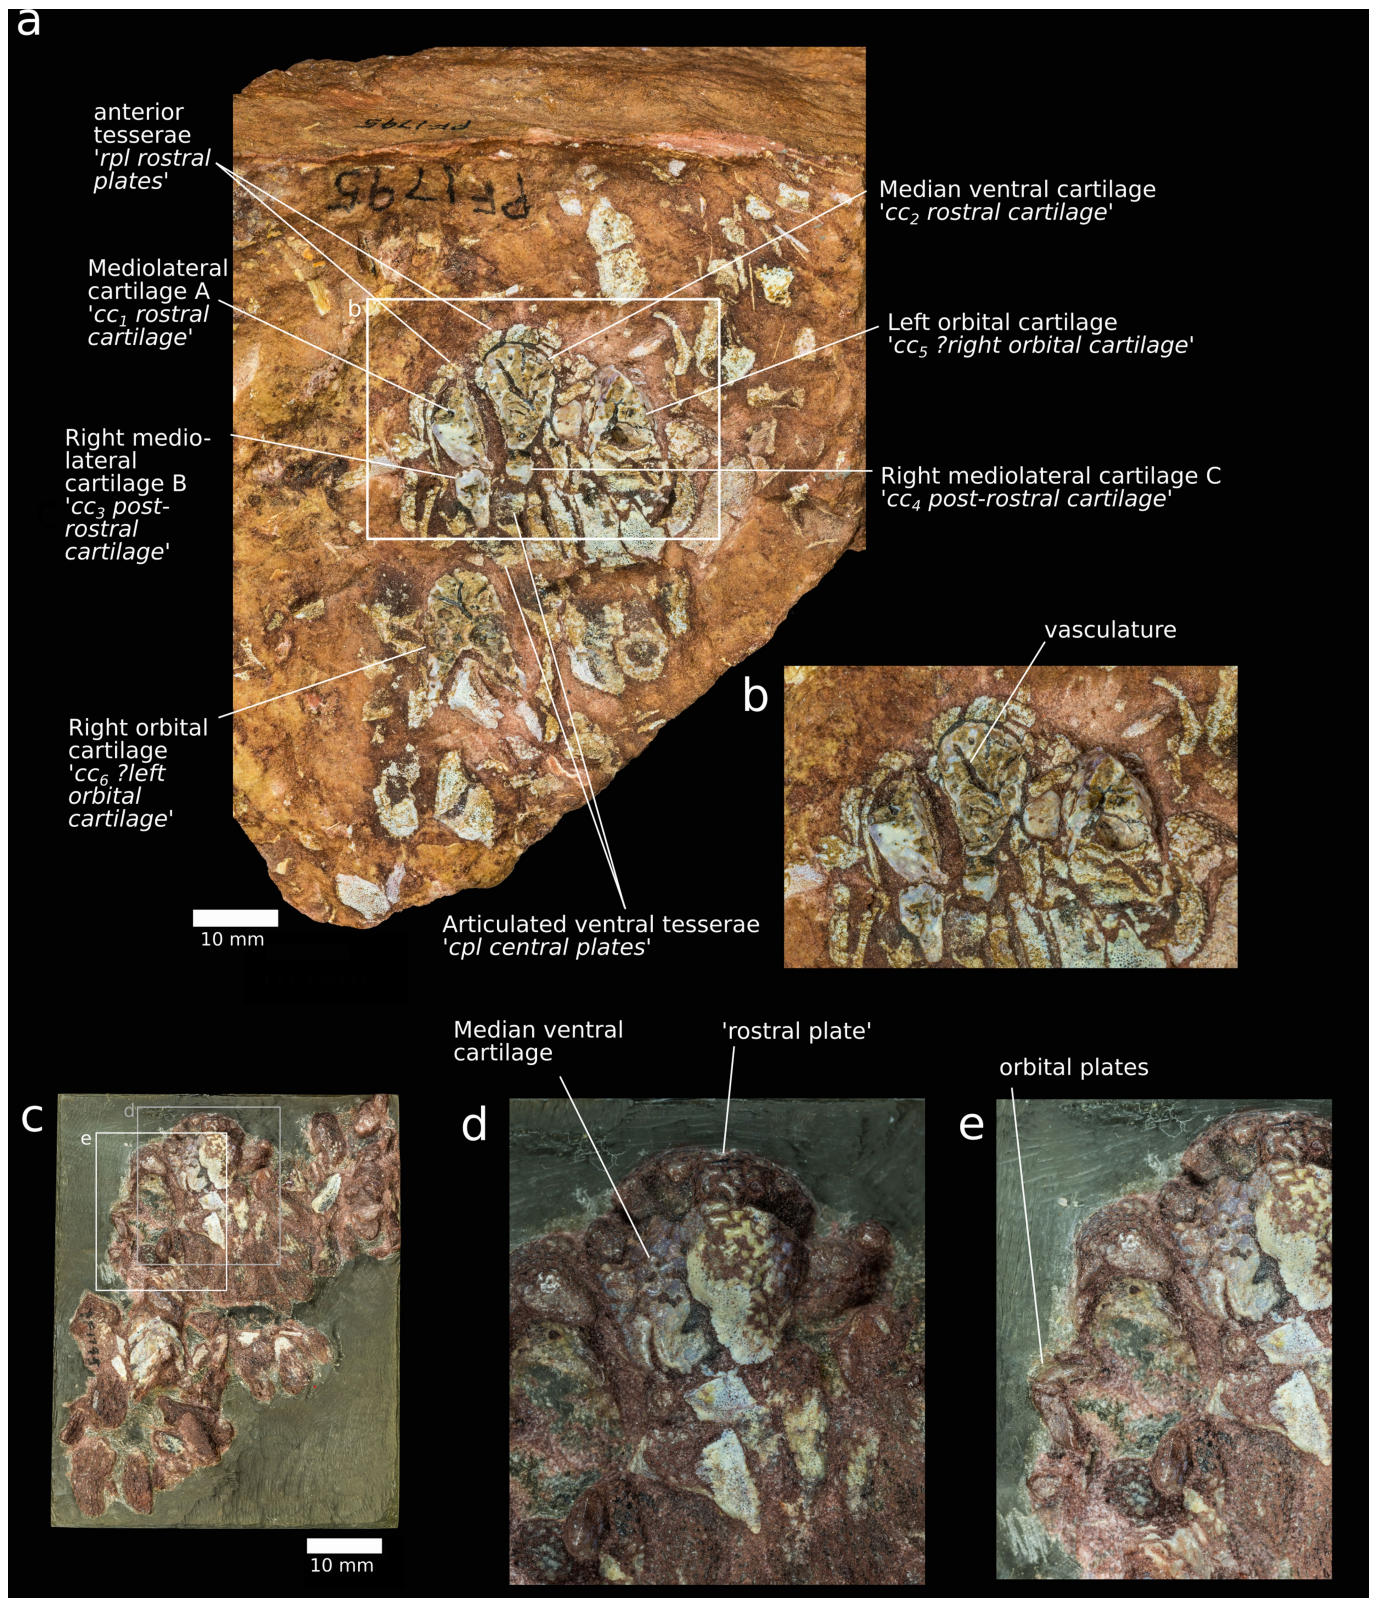 a
anterior
tesserae
'rpl rostral
plates'
PF1795
PF1795
Median ventral cartilage
'cc2 rostral cartilage'
Mediolateral
cartilage A
'cc1 rostral
cartilage'
b
Left orbital cartilage
'cc5 ?right orbital cartilage'
Right medio-
lateral
cartilage B
'cc3 post-
rostral
cartilage'
Right mediolateral cartilage C
'cc4 post-rostral cartilage'
vasculature
b
Right orbital
cartilage
'cc6 ?left
orbital
cartilage'
10 mm
Articulated ventral tesserae
'cpl central plates'
Median ventral
cartilage
'rostral plate'
orbital plates
c
d
e
d
e
10 mm